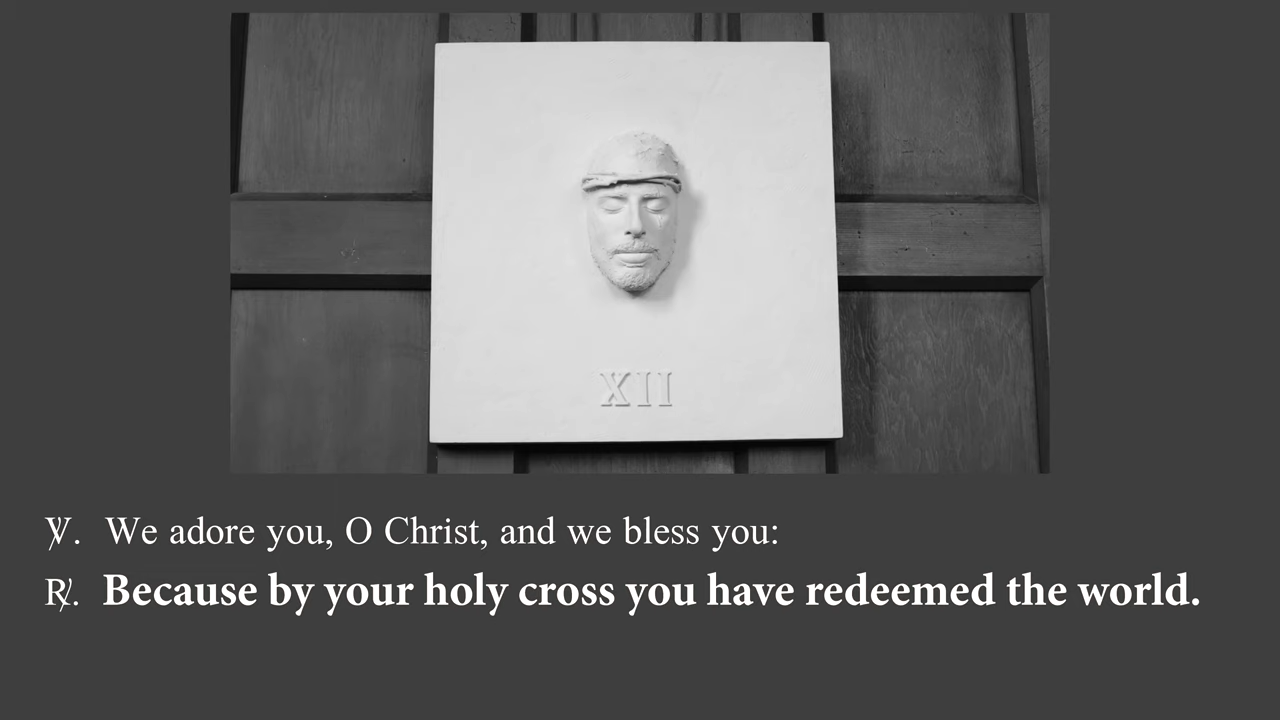 XII
℣. We adore you, O Christ, and we bless you:
℟. Because by your holy cross you have redeemed the world.